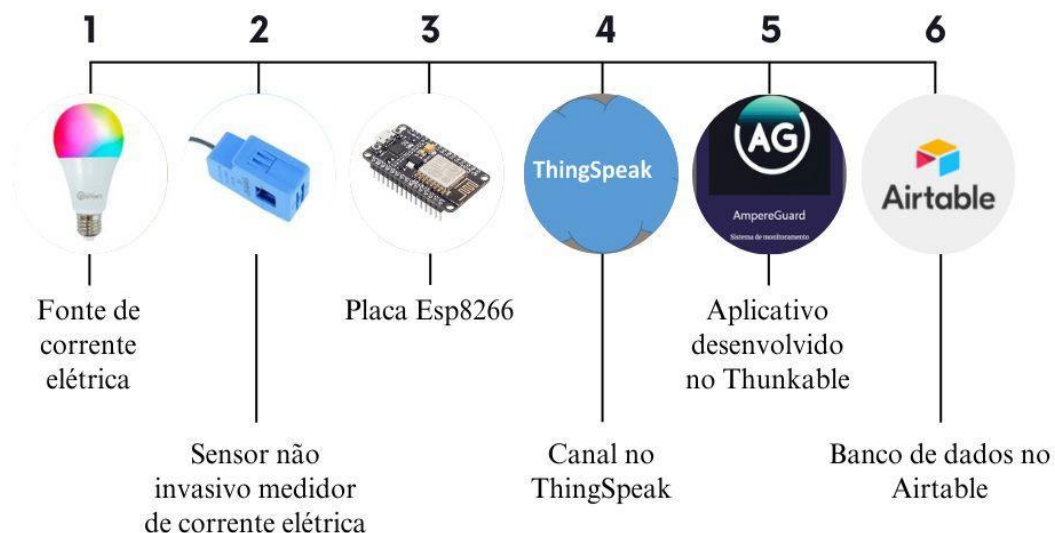 1 2 3 4 5 6
ThingSpeak
AG
AmpereGuard
Sistema de monitoramento
Airtable
Fonte de
corrente
elétrica
Placa Esp8266
Aplicativo
desenvolvido
no Thunkable
Sensor não
invasivo medidor
de corrente elétrica
Canal no
ThingSpeak
Banco de dados no
Airtable